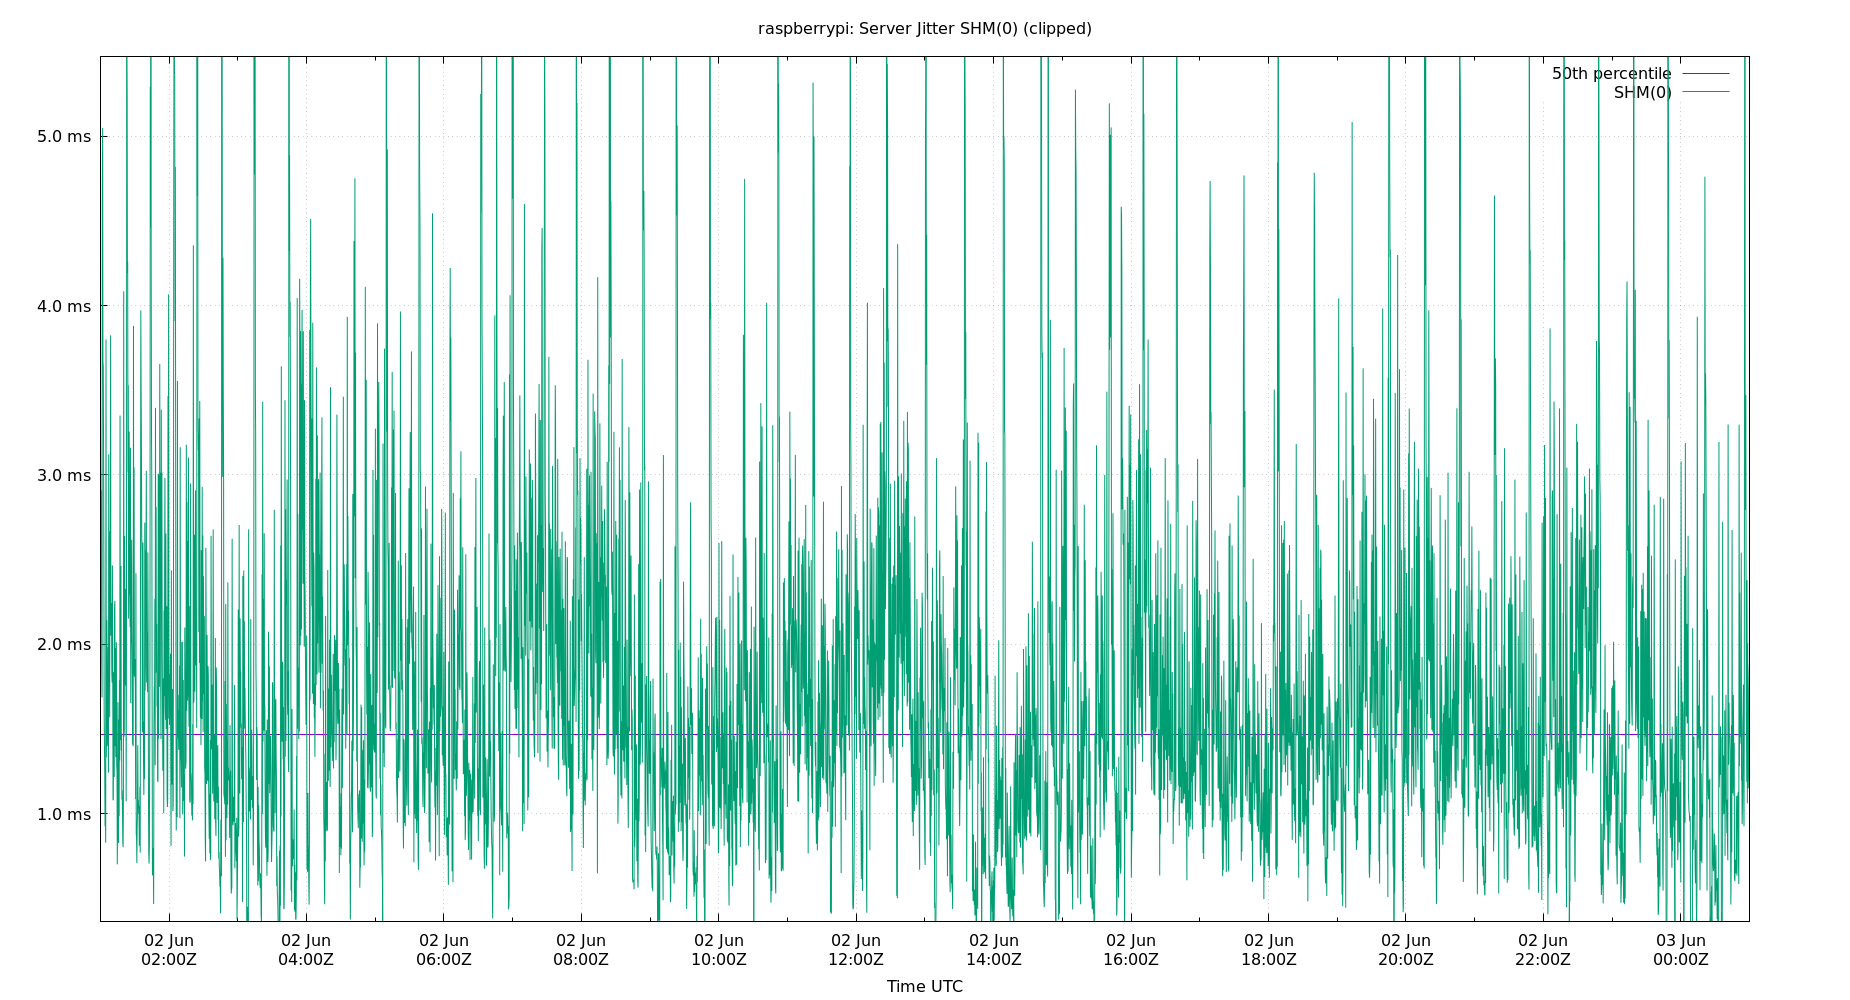 raspberrypi: Server Jitter SHM(0) (clipped)
50th percentile
SHM(0)
5.0 ms
4.0 ms
3.0 ms
2.0 ms
1.0 ms
02 Jun 02 Jun 02 Jun 02 Jun 02 Jun 02 Jun 02 Jun 02 Jun 02 Jun 02 Jun 02 Jun 03 Jun
02:00Z 04:00Z 06:00Z 08:00Z 10:00Z 12:00Z 14:00Z 16:00Z 18:00Z 20:00Z 22:00Z 00:00Z
Time UTC